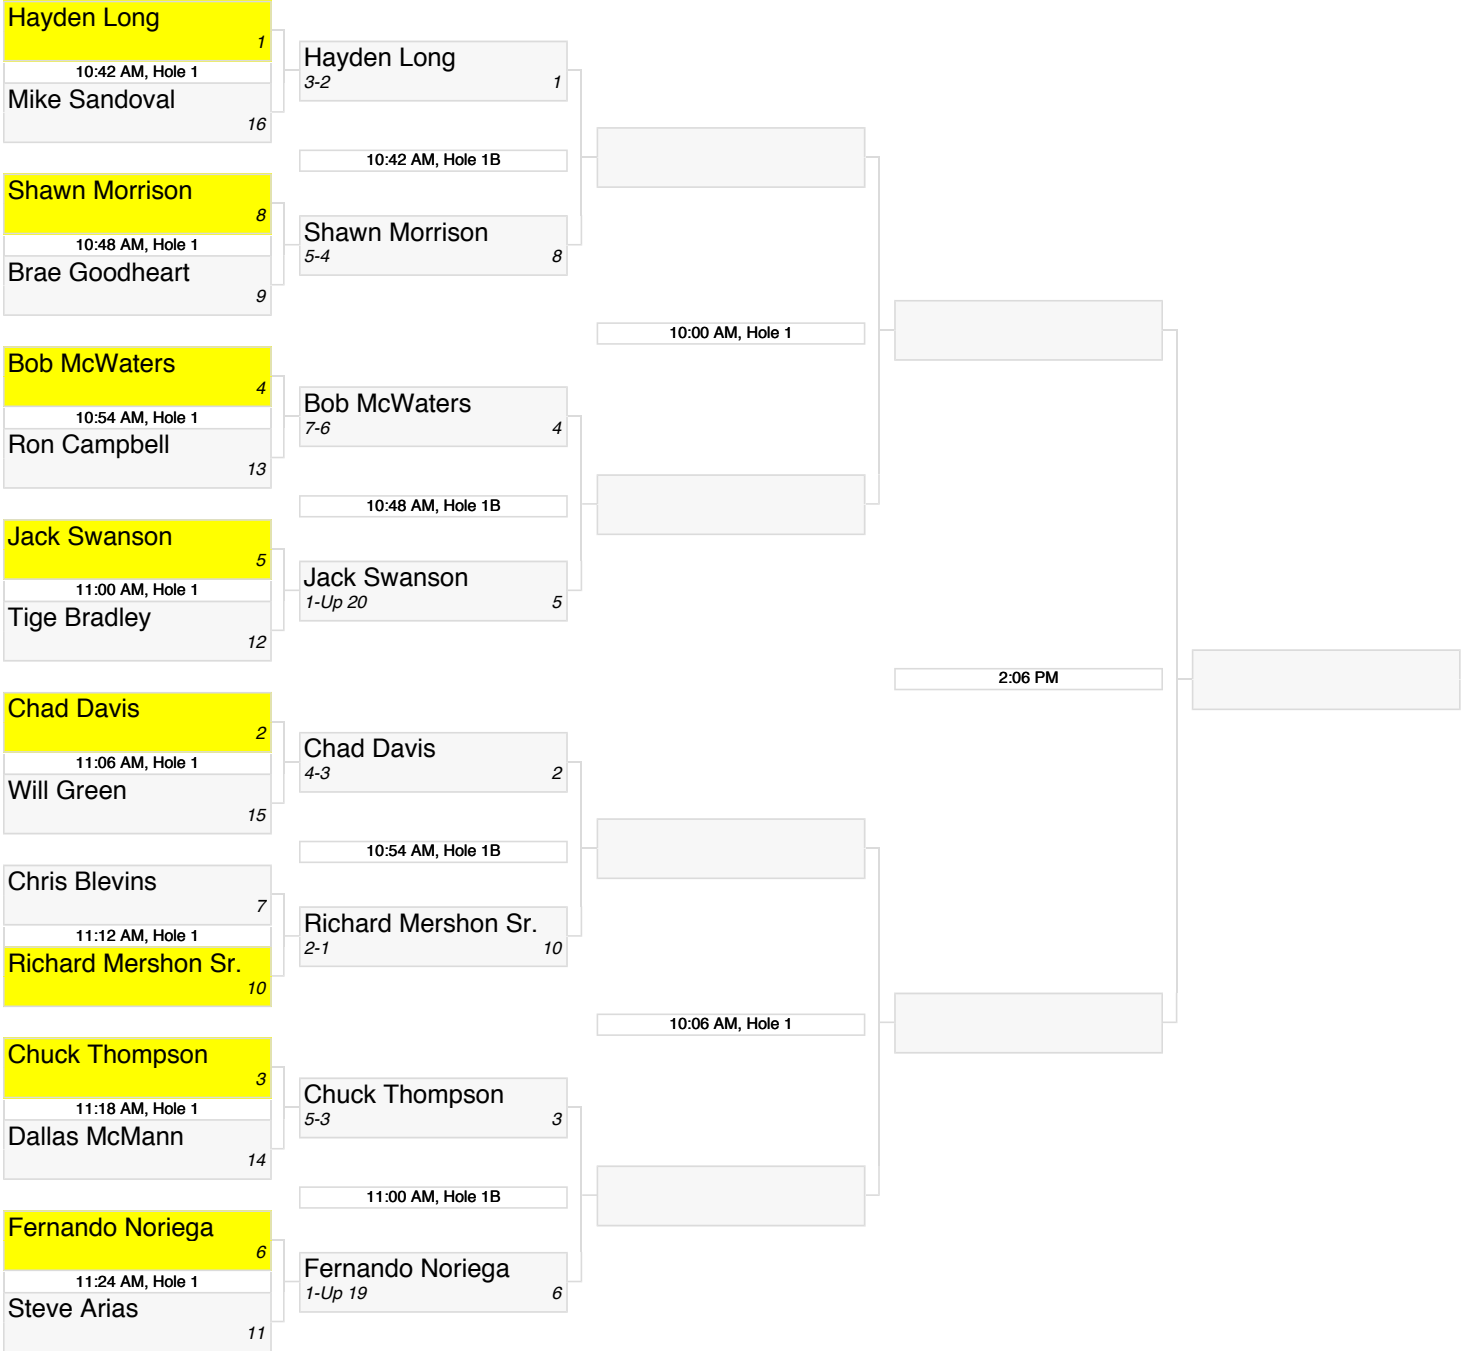 Hayden Long
1
10:42 AM, Hole 1
Mike Sandoval
16
Shawn Morrison
8
10:48 AM, Hole 1
Brae Goodheart
9
Bob McWaters
4
10:54 AM, Hole 1
Ron Campbell
13
Jack Swanson
5
11:00 AM, Hole 1
Tige Bradley
12
Chad Davis
2
11:06 AM, Hole 1
Will Green
15
Chris Blevins
7
11:12 AM, Hole 1
Richard Mershon Sr.
10
Chuck Thompson
3
11:18 AM, Hole 1
Dallas McMann
14
Fernando Noriega
6
11:24 AM, Hole 1
Steve Arias
11
Hayden Long
3-2 1
10:42 AM, Hole 1B
Shawn Morrison
5-4 8
Bob McWaters
7-6 4
10:48 AM, Hole 1B
Jack Swanson
1-Up 20 5
Chad Davis
4-3 2
10:54 AM, Hole 1B
Richard Mershon Sr.
2-1 10
Chuck Thompson
5-3 3
11:00 AM, Hole 1B
Fernando Noriega
1-Up 19 6
10:00 AM, Hole 1
10:06 AM, Hole 1
2:06 PM